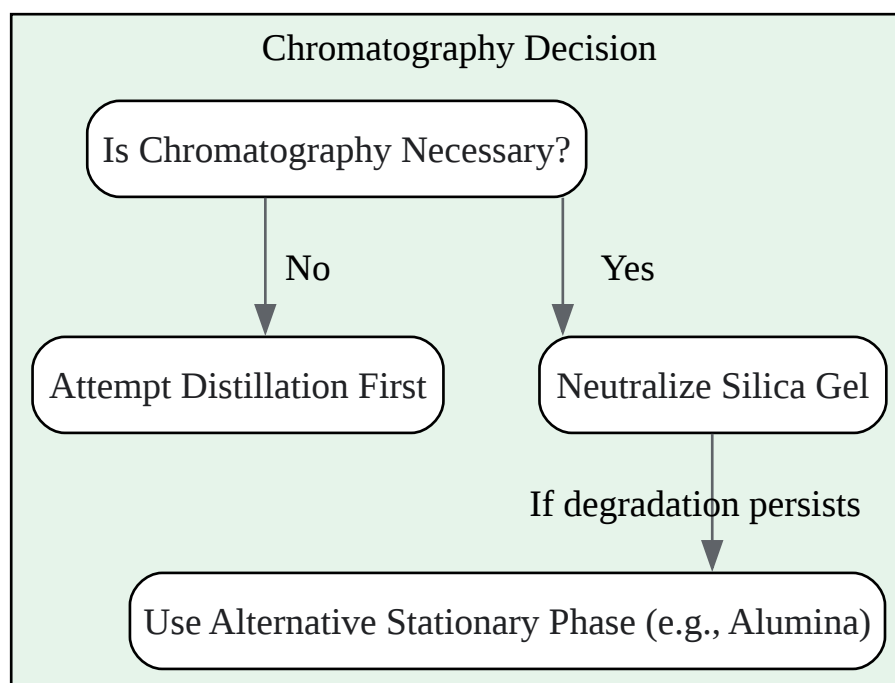 Chromatography Decision
Is Chromatography Necessary?
No
Yes
Attempt Distillation First
Neutralize Silica Gel
If degradation persists
Use Alternative Stationary Phase (e.g., Alumina)